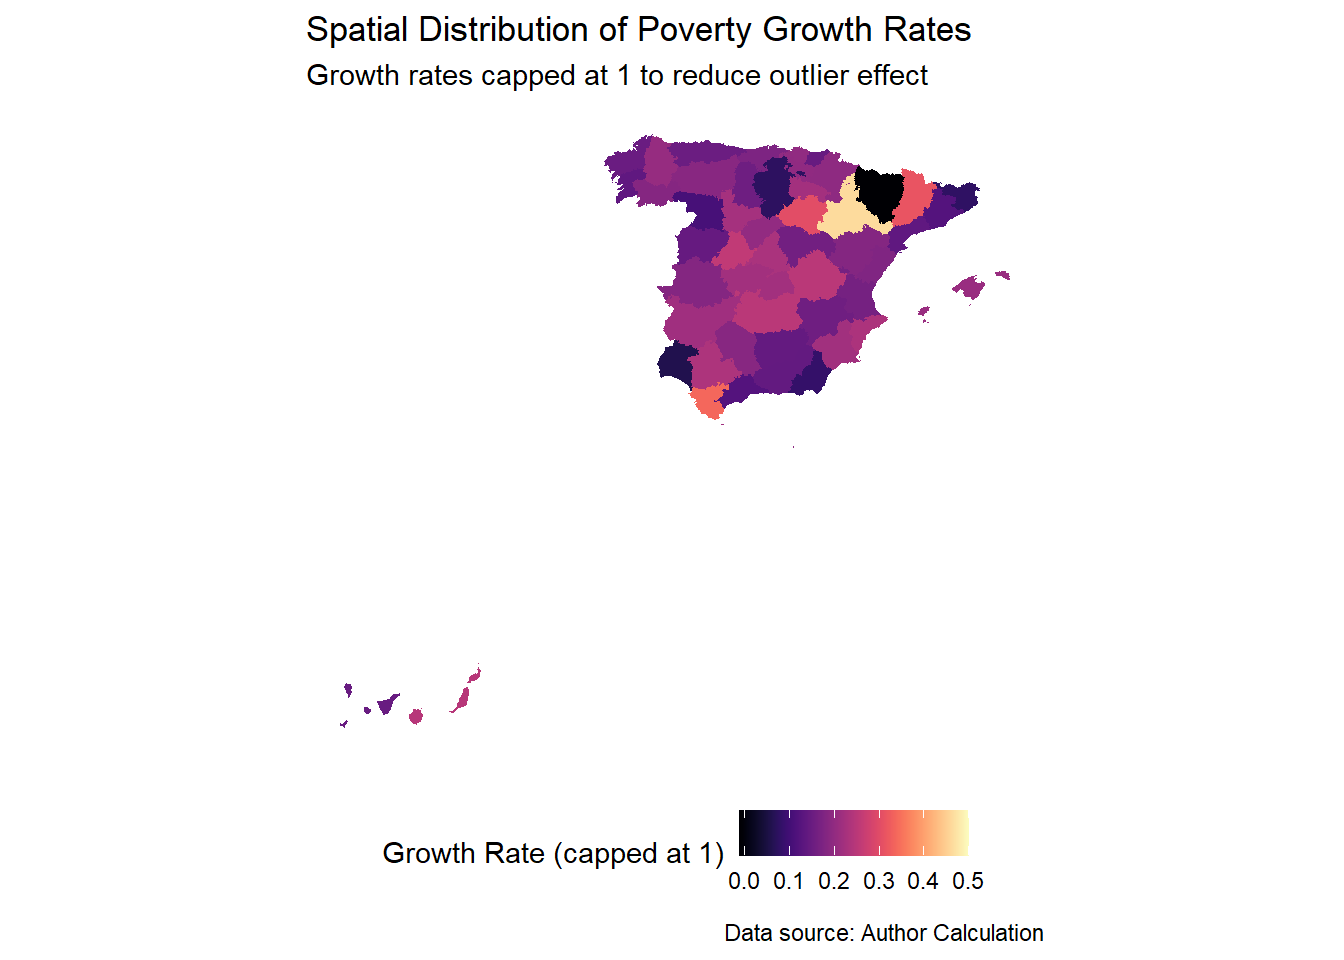 Spatial Distribution of Poverty Growth Rates
Growth rates capped at 1 to reduce outlier effect
Growth Rate (capped at 1)
0.0 0.1 0.2 0.3 0.4 0.5
Data source: Author Calculation